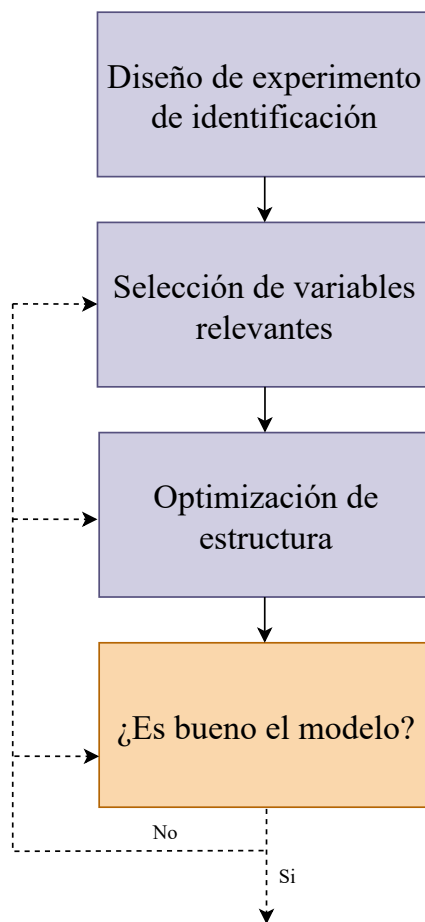 Diseño de experimento
de identificación
Selección de variables
relevantes
Optimización de
estructura
¿Es bueno el modelo?
No
Si